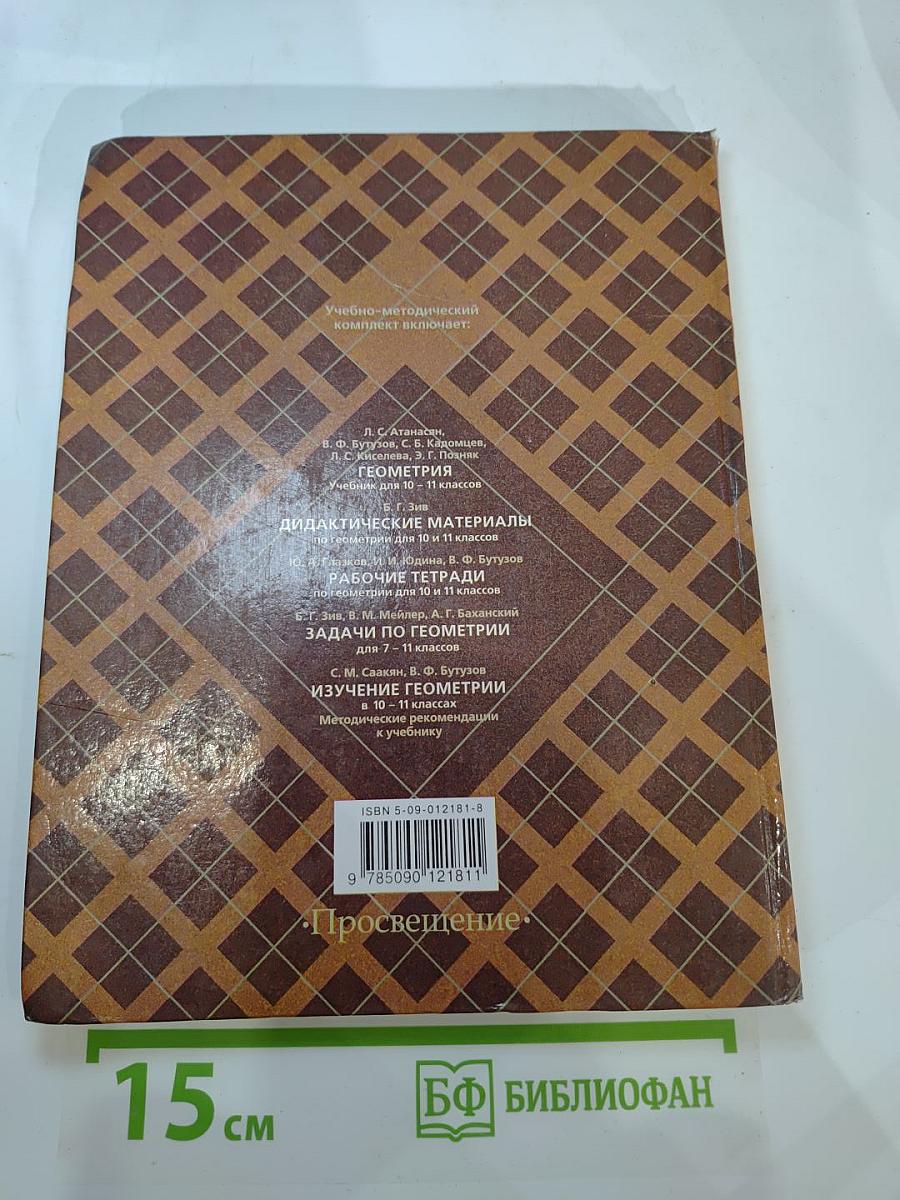 Учебно-методический
комплект включает:
Л. С. Атанасян,
В. Ф. Бутузов, С. Б. Кадомцев,
Л. С. Киселева, Э. Г. Позняк
ГЕОМЕТРИЯ
Учебник для 10 – 11 классов
Б. Г. Зив
ДИДАКТИЧЕСКИЕ МАТЕРИАЛЫ
по геометрии для 10 и 11 классов
Ю. А. Глазков, И. И. Юдина, В. Ф. Бутузов
РАБОЧИЕ ТЕТРАДИ
по геометрии для 10 и 11 классов
Б. Г. Зив, В. М. Мейлер, А. Г. Баханский
ЗАДАЧИ ПО ГЕОМЕТРИИ
для 7 – 11 классов
С. М. Саакян, В. Ф. Бутузов
ИЗУЧЕНИЕ ГЕОМЕТРИИ
в 10 – 11 классах
Методические рекомендации
к учебнику
ISBN 5-09-012181-8
9 785090 121811
·Просвещение·
15 см
БФ БИБЛИОФАН